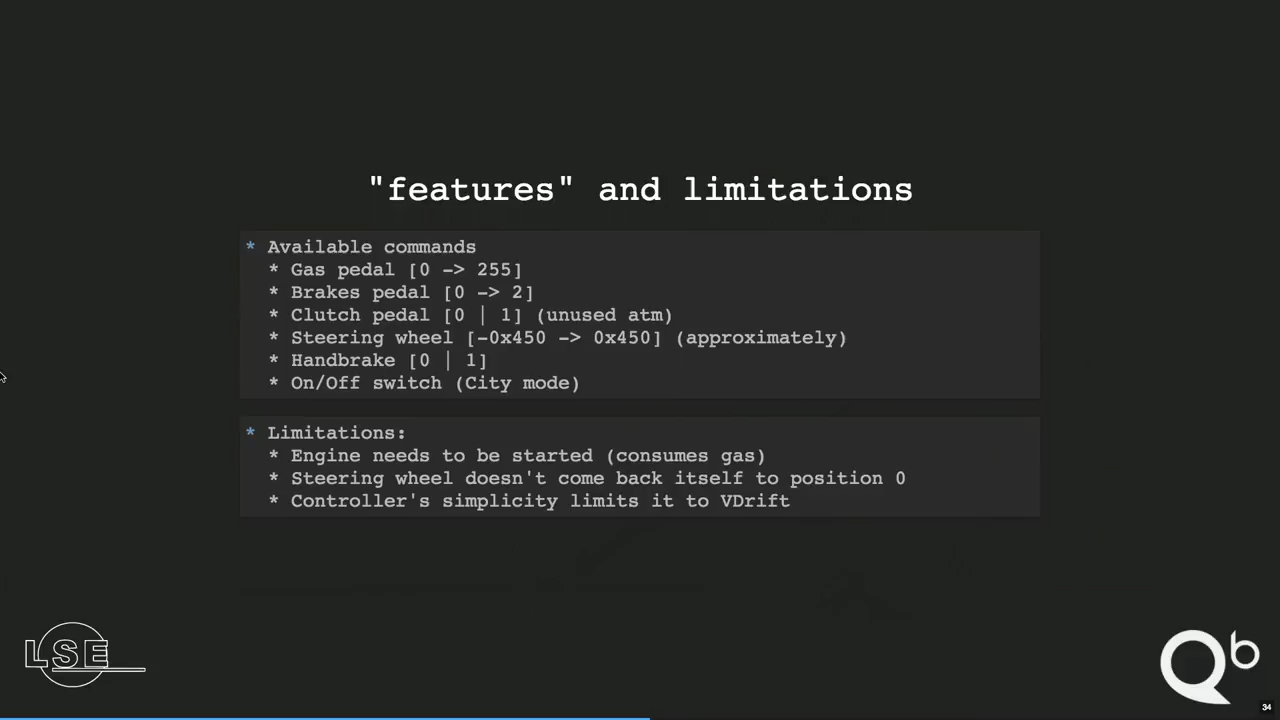 "features" and limitations
* Available commands
* Gas pedal [0 -> 255]
* Brakes pedal [0 -> 2]
* Clutch pedal [0 | 1] (unused atm)
* Steering wheel [-0x450 -> 0x450] (approximately)
* Handbrake [0 | 1]
* On/Off switch (City mode)
* Limitations:
* Engine needs to be started (consumes gas)
* Steering wheel doesn't come back itself to position 0
* Controller's simplicity limits it to VDrift
LSE
Qb
34